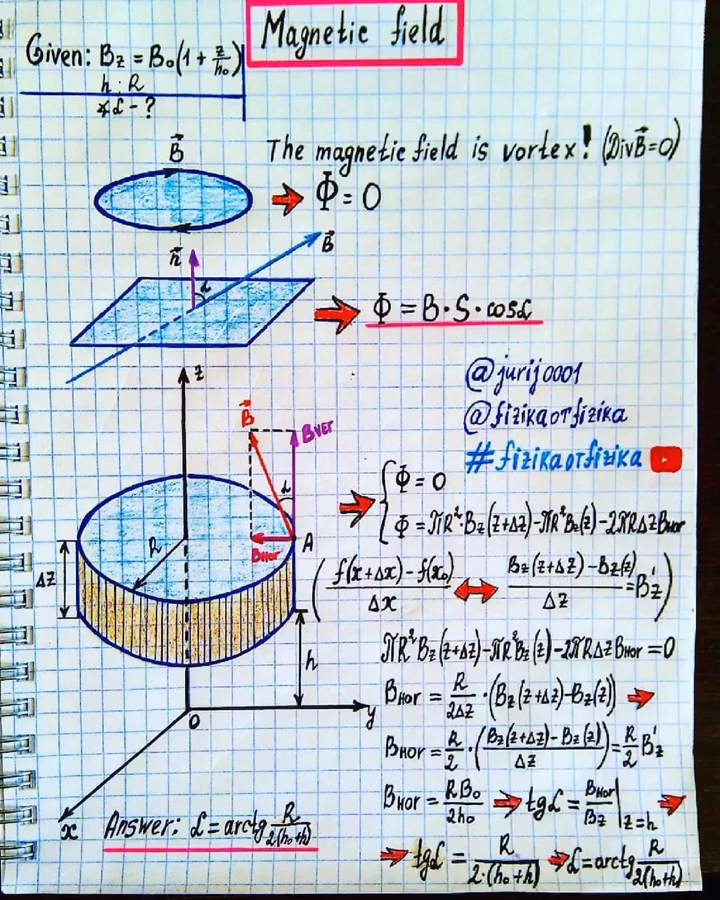 Magnetic field
Given: Bz = B₀(1 + z/h₀)
h ; R
∡α - ?
The magnetic field is vortex! (Div B⃗=0)
B⃗
Φ = 0
n⃗
B⃗
α
Φ = B·S·cosα
z
@jurij0001
@fizikaотfizika
#fizikaотfizika
B⃗
Bver
α
Bhor
A
R
Δz
h
O
y
x
Φ = 0
Φ = πR²·Bz(z+Δz)-πR²Bz(z)-2πRΔzBhor
( f(x+Δx)-f(x₀)/Δx ⟷ Bz(z+Δz)-Bz(z)/Δz = B'z )
πR²Bz(z+Δz)-πR²Bz(z)-2πRΔzBhor = 0
Bhor = R/2Δz · (Bz(z+Δz)-Bz(z))
Bhor = R/2 · (Bz(z+Δz)-Bz(z)/Δz) = R/2 B'z
Bhor = RB₀/2h₀ → tgα = Bhor/Bz |z=h →
→ tgα = R/2·(h₀+h) → α=arctg R/2(h₀+h)
Answer: α = arctg R/2(h₀+h)